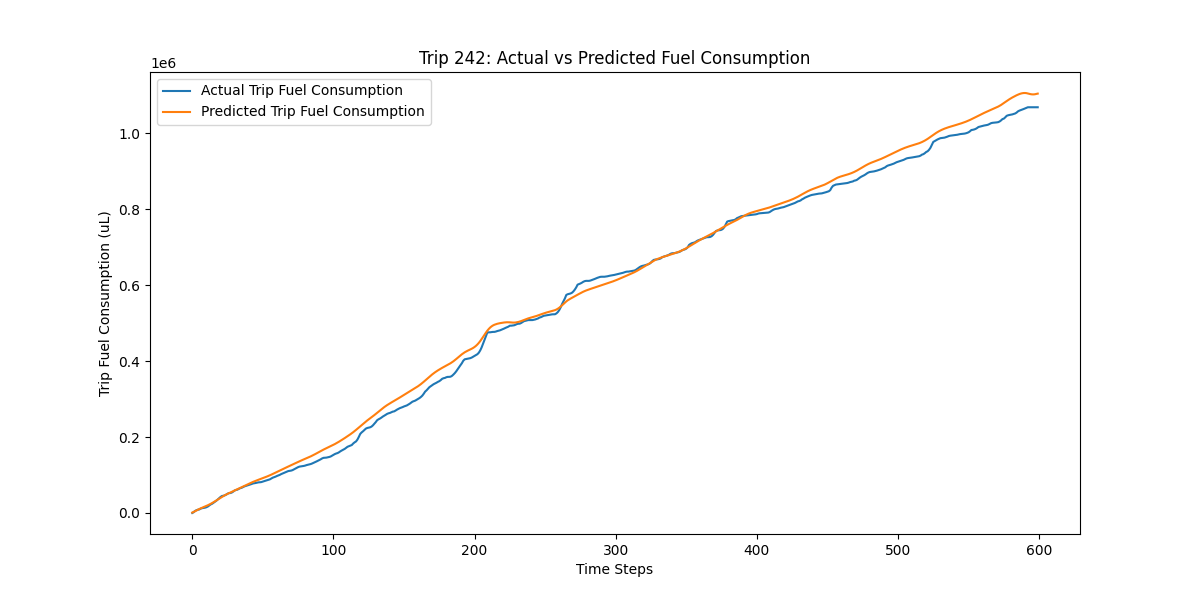 Trip 242: Actual vs Predicted Fuel Consumption
1e6
Actual Trip Fuel Consumption
Predicted Trip Fuel Consumption
1.0
0.8
0.6
0.4
0.2
0.0
Trip Fuel Consumption (uL)
0 100 200 300 400 500 600
Time Steps